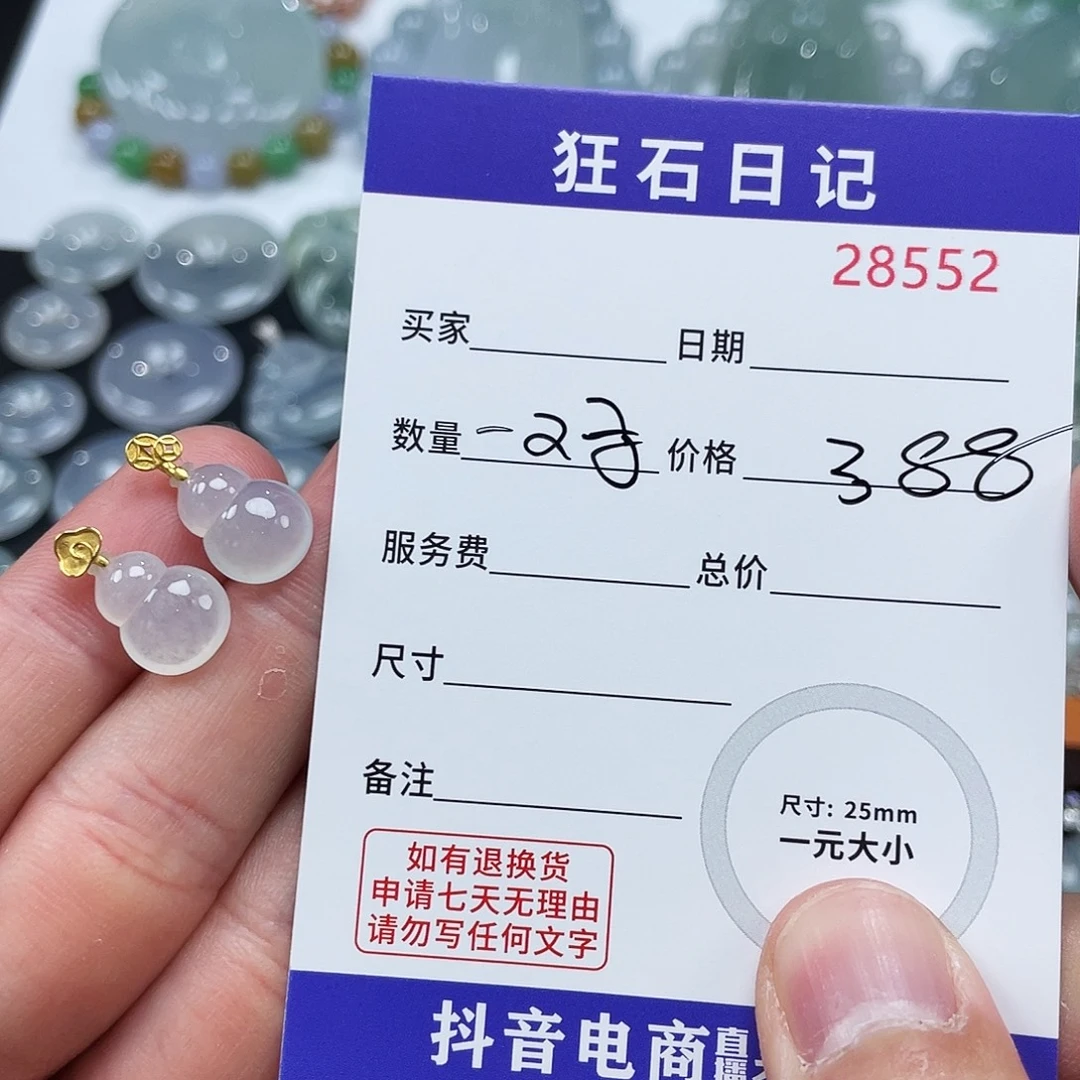 狂石日记
28552
买家 日期
数量 价格 388
服务费 总价
尺寸
备注
尺寸: 25mm
一元大小
如有退换货
申请七天无理由
请勿写任何文字
抖音电商直播